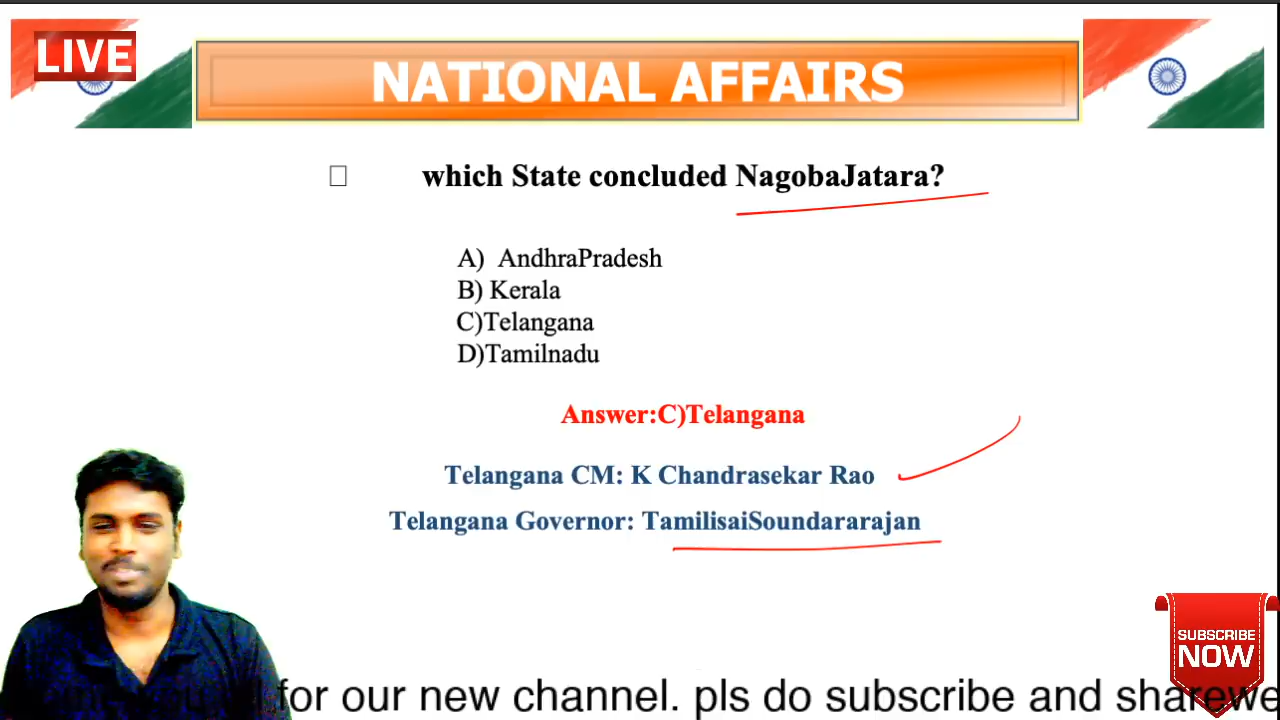 LIVE
NATIONAL AFFAIRS
which State concluded NagobaJatara?
A) AndhraPradesh
B) Kerala
C)Telangana
D)Tamilnadu
Answer:C)Telangana
Telangana CM: K Chandrasekar Rao
Telangana Governor: TamilisaiSoundararajan
SUBSCRIBE
NOW
for our new channel. pls do subscribe and sharewe